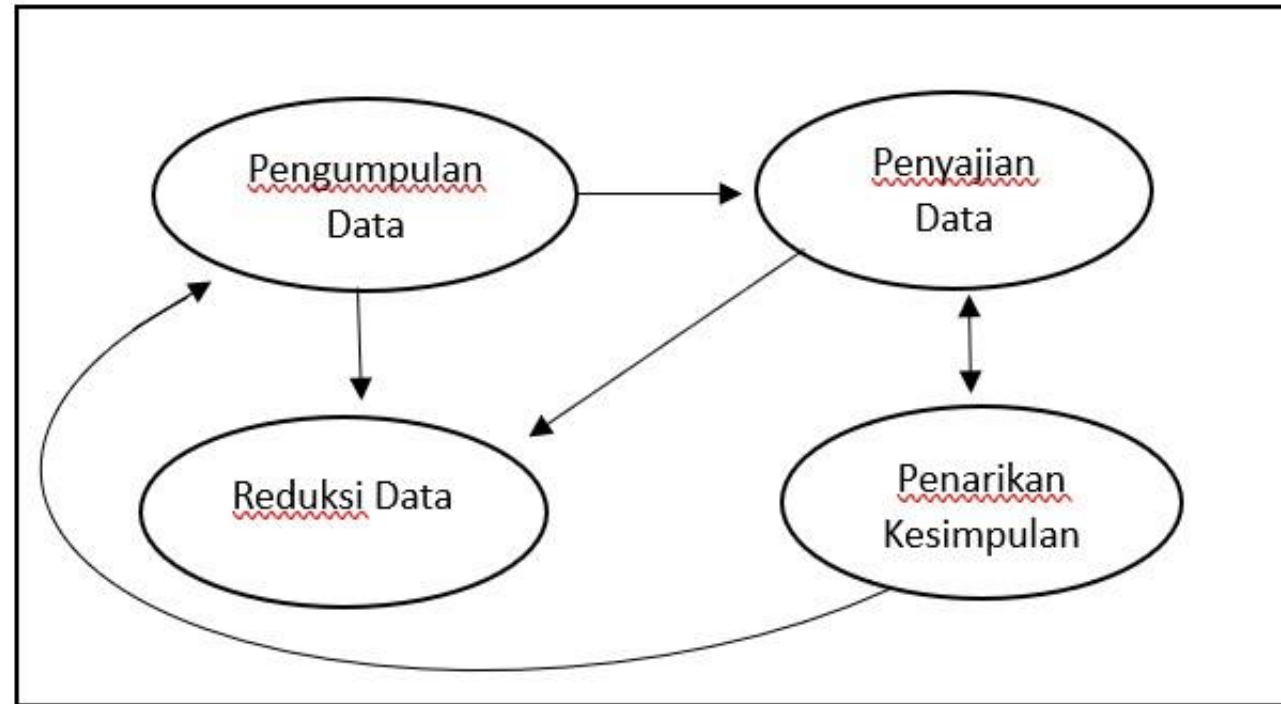 Pengumpulan
Data
Penyajian
Data
Reduksi Data
Penarikan
Kesimpulan